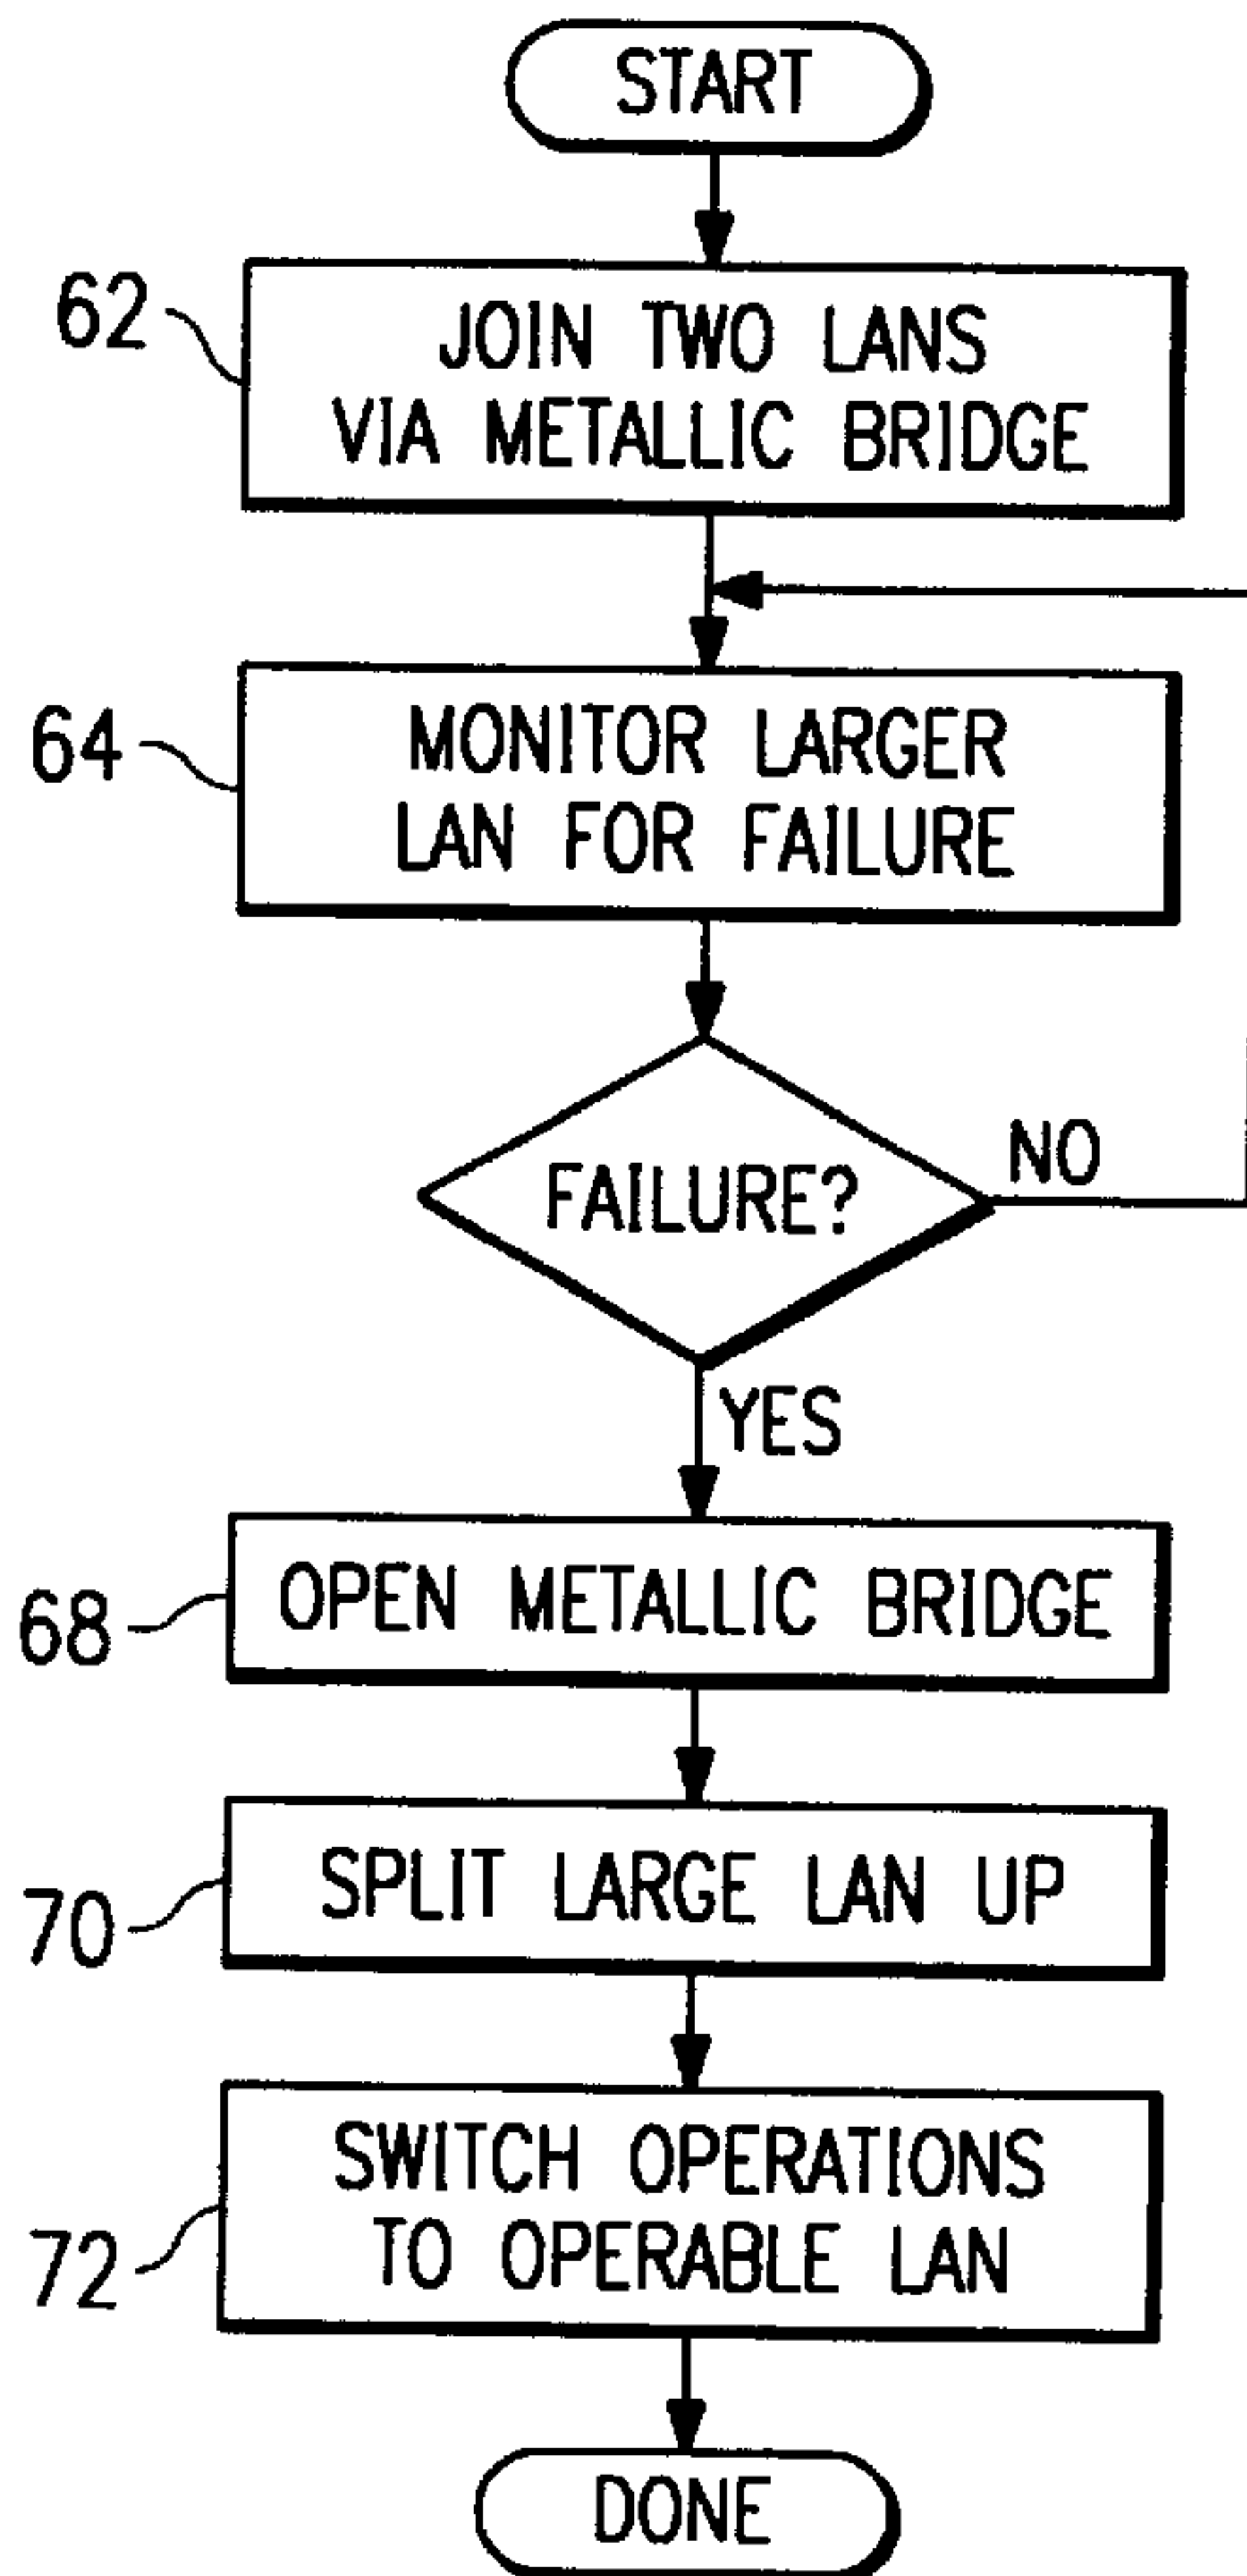 START
62
JOIN TWO LANS
VIA METALLIC BRIDGE
64
MONITOR LARGER
LAN FOR FAILURE
FAILURE?
NO
YES
68
OPEN METALLIC BRIDGE
70
SPLIT LARGE LAN UP
72
SWITCH OPERATIONS
TO OPERABLE LAN
DONE